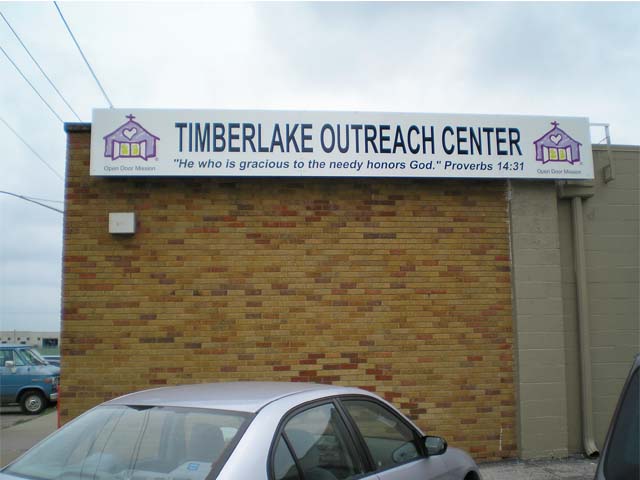 TIMBERLAKE OUTREACH CENTER
"He who is gracious to the needy honors God." Proverbs 14:31
Open Door Mission
Open Door Mission